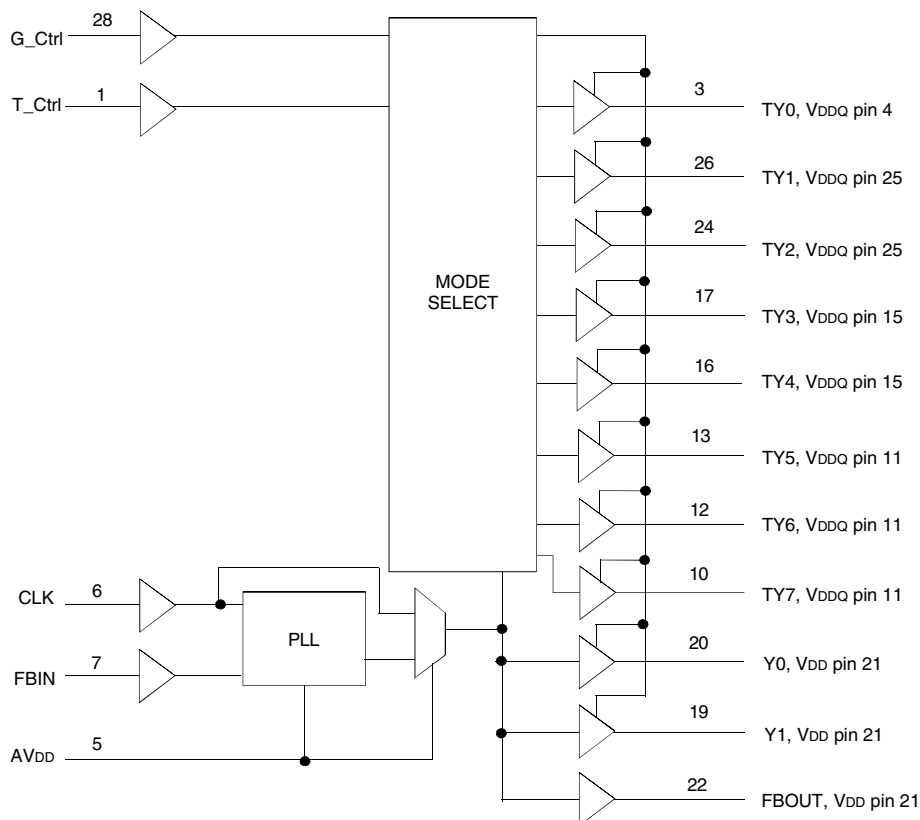 G_Ctrl 28
T_Ctrl 1
MODE
SELECT
3 TY0, VDDQ pin 4
26 TY1, VDDQ pin 25
24 TY2, VDDQ pin 25
17 TY3, VDDQ pin 15
16 TY4, VDDQ pin 15
13 TY5, VDDQ pin 11
12 TY6, VDDQ pin 11
10 TY7, VDDQ pin 11
CLK 6
PLL
FBIN 7
AVDD 5
20 Y0, VDD pin 21
19 Y1, VDD pin 21
22 FBOUT, VDD pin 21